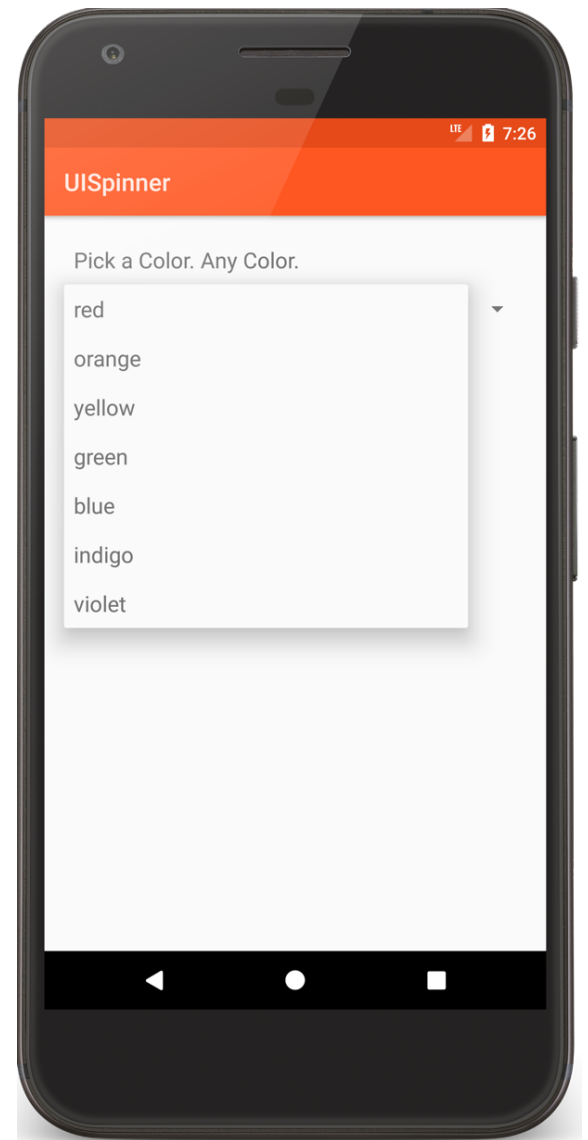 LTE 7:26
UISpinner
Pick a Color. Any Color.
red
orange
yellow
green
blue
indigo
violet